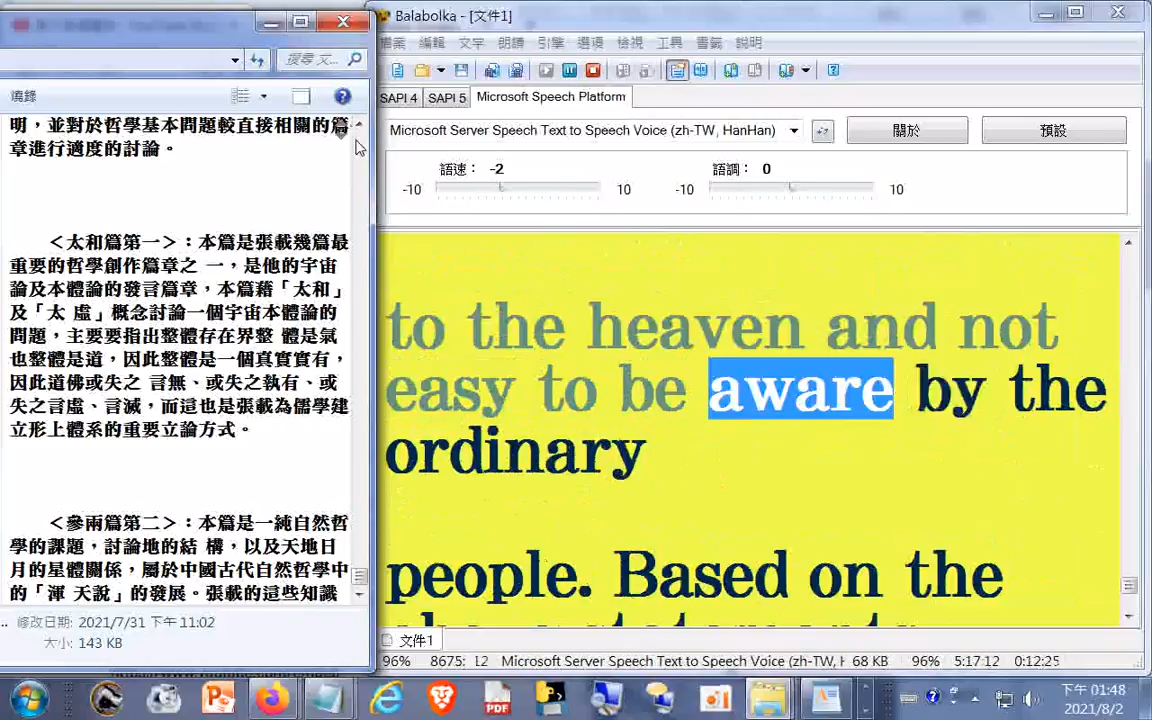 搜尋 文...
燒錄
明，並對於哲學基本問題較直接相關的篇
章進行適度的討論。
＜太和篇第一＞：本篇是張載幾篇最
重要的哲學創作篇章之 一，是他的宇宙
論及本體論的發言篇章，本篇藉「太和」
及「太 虛」概念討論一個宇宙本體論的
問題，主要要指出整體存在界整 體是氣
也整體是道，因此整體是一個真實實有，
因此道佛或失之 言無、或失之執有、或
失之言虛、言滅，而這也是張載為儒學建
立形上體系的重要立論方式。
＜參兩篇第二＞：本篇是一純自然哲
學的課題，討論地的結 構，以及天地日
月的星體關係，屬於中國古代自然哲學中
的「渾 天說」的發展。張載的這些知識
.. 修改日期: 2021/7/31 下午 11:02
大小: 143 KB
Balabolka - [文件1]
檔案 編輯 文字 朗讀 引擎 選項 檢視 工具 書籤 說明
SAPI 4 SAPI 5 Microsoft Speech Platform
Microsoft Server Speech Text to Speech Voice (zh-TW, HanHan) 關於 預設
語速： -2 語調： 0
-10 10 -10 10
to the heaven and not
easy to be aware by the
ordinary
people. Based on the
文件1
96% 8675: 12 Microsoft Server Speech Text to Speech Voice (zh-TW, H 68 KB 96% 5:17:12 0:12:25
下午 01:48
2021/8/2